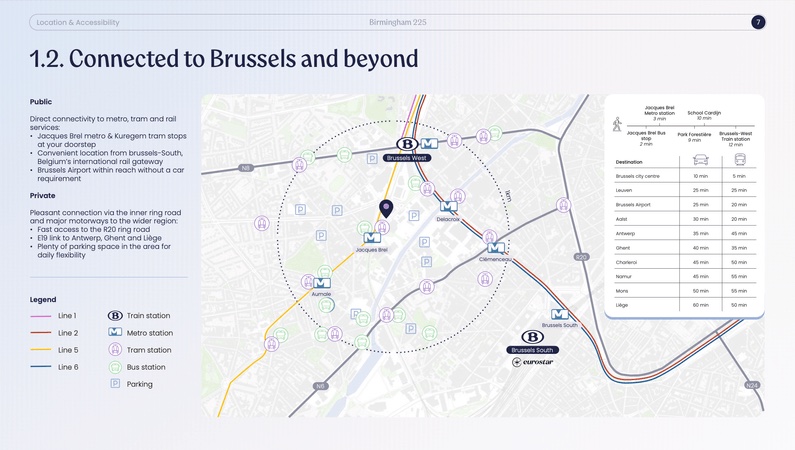 Location & Accessibility
Birmingham 225
7
1.2. Connected to Brussels and beyond
Public
Direct connectivity to metro, tram and rail
services:
• Jacques Brel metro & Kuregem tram stops
at your doorstep
• Convenient location from brussels-South,
Belgium's international rail gateway
• Brussels Airport within reach without a car
requirement
Private
Pleasant connection via the inner ring road
and major motorways to the wider region:
• Fast access to the R20 ring road
• E19 link to Antwerp, Ghent and Liège
• Plenty of parking space in the area for
daily flexibility
Legend
Line 1
Line 2
Line 5
Line 6
B Train station
M Metro station
Tram station
Bus station
P Parking
N8
B M
Brussels West
P
P
P
P
1km
M
Delacroix
P
M
Jacques Brel
P
M
Clémenceau
P
M
Aumale
P
P
R20
M
Brussels South
B
Brussels South
eurostar
N6
N24
Jacques Brel
Metro station
3 min
School Cardijn
10 min
Jacques Brel Bus
stop
2 min
Park Forestière
9 min
Brussels-West
Train station
12 min
Destination
Brussels city centre 10 min 5 min
Leuven 25 min 25 min
Brussels Airport 25 min 20 min
Aalst 30 min 20 min
Antwerp 35 min 45 min
Ghent 40 min 35 min
Charleroi 45 min 50 min
Namur 45 min 55 min
Mons 50 min 55 min
Liège 60 min 50 min